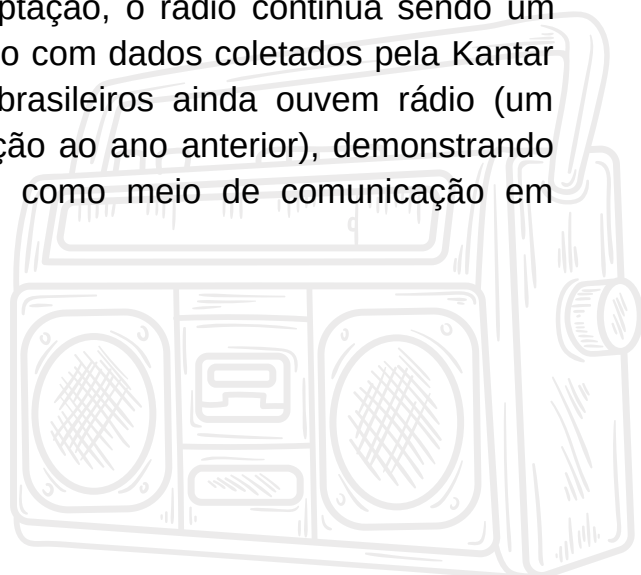 ptação, o rádio continua sendo um
o com dados coletados pela Kantar
brasileiros ainda ouvem rádio (um
ção ao ano anterior), demonstrando
como meio de comunicação em